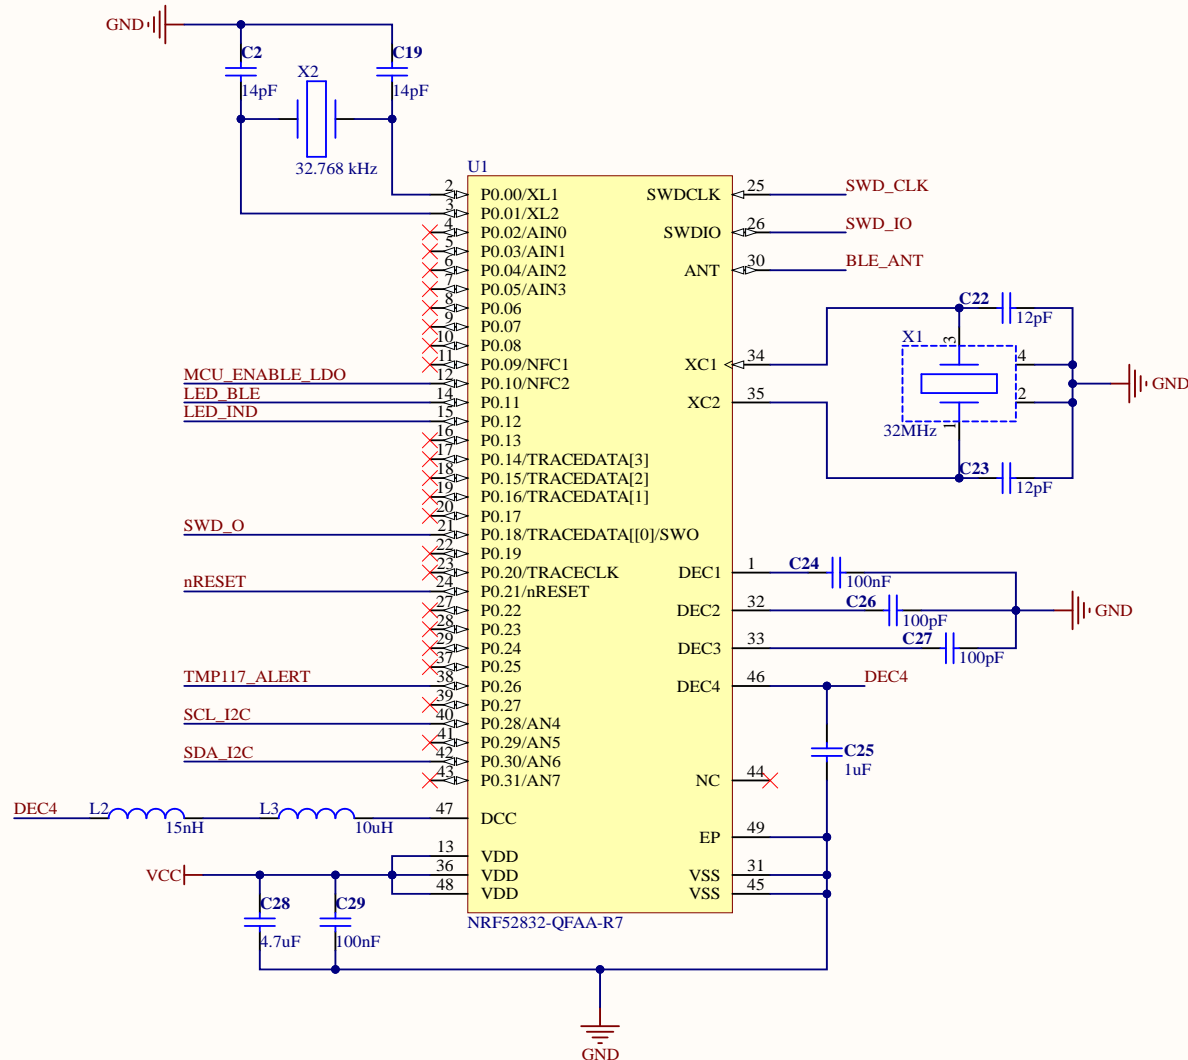 GND
C2
14pF
X2
32.768 kHz
C19
14pF
U1
2 P0.00/XL1
3 P0.01/XL2
4 P0.02/AIN0
5 P0.03/AIN1
6 P0.04/AIN2
7 P0.05/AIN3
8 P0.06
9 P0.07
10 P0.08
11 P0.09/NFC1
MCU_ENABLE_LDO 12 P0.10/NFC2
LED_BLE 14 P0.11
LED_IND 15 P0.12
16 P0.13
17 P0.14/TRACEDATA[3]
18 P0.15/TRACEDATA[2]
19 P0.16/TRACEDATA[1]
20 P0.17
SWD_O 21 P0.18/TRACEDATA[[0]/SWO
22 P0.19
23 P0.20/TRACECLK
nRESET 24 P0.21/nRESET
27 P0.22
28 P0.23
29 P0.24
37 P0.25
TMP117_ALERT 38 P0.26
39 P0.27
SCL_I2C 40 P0.28/AN4
41 P0.29/AN5
SDA_I2C 42 P0.30/AN6
43 P0.31/AN7
DEC4 L2 15nH L3 10uH 47 DCC
13 VDD
VCC 36 VDD
48 VDD
C28
4.7uF
C29
100nF
NRF52832-QFAA-R7
SWDCLK 25 SWD_CLK
SWDIO 26 SWD_IO
ANT 30 BLE_ANT
XC1 34
XC2 35
C22
12pF
X1
3
4
2
1
32MHz
GND
C23
12pF
DEC1 1 C24
100nF
DEC2 32 C26
100pF
DEC3 33 C27
100pF
GND
DEC4 46 DEC4
C25
1uF
NC 44
EP 49
VSS 31
VSS 45
GND